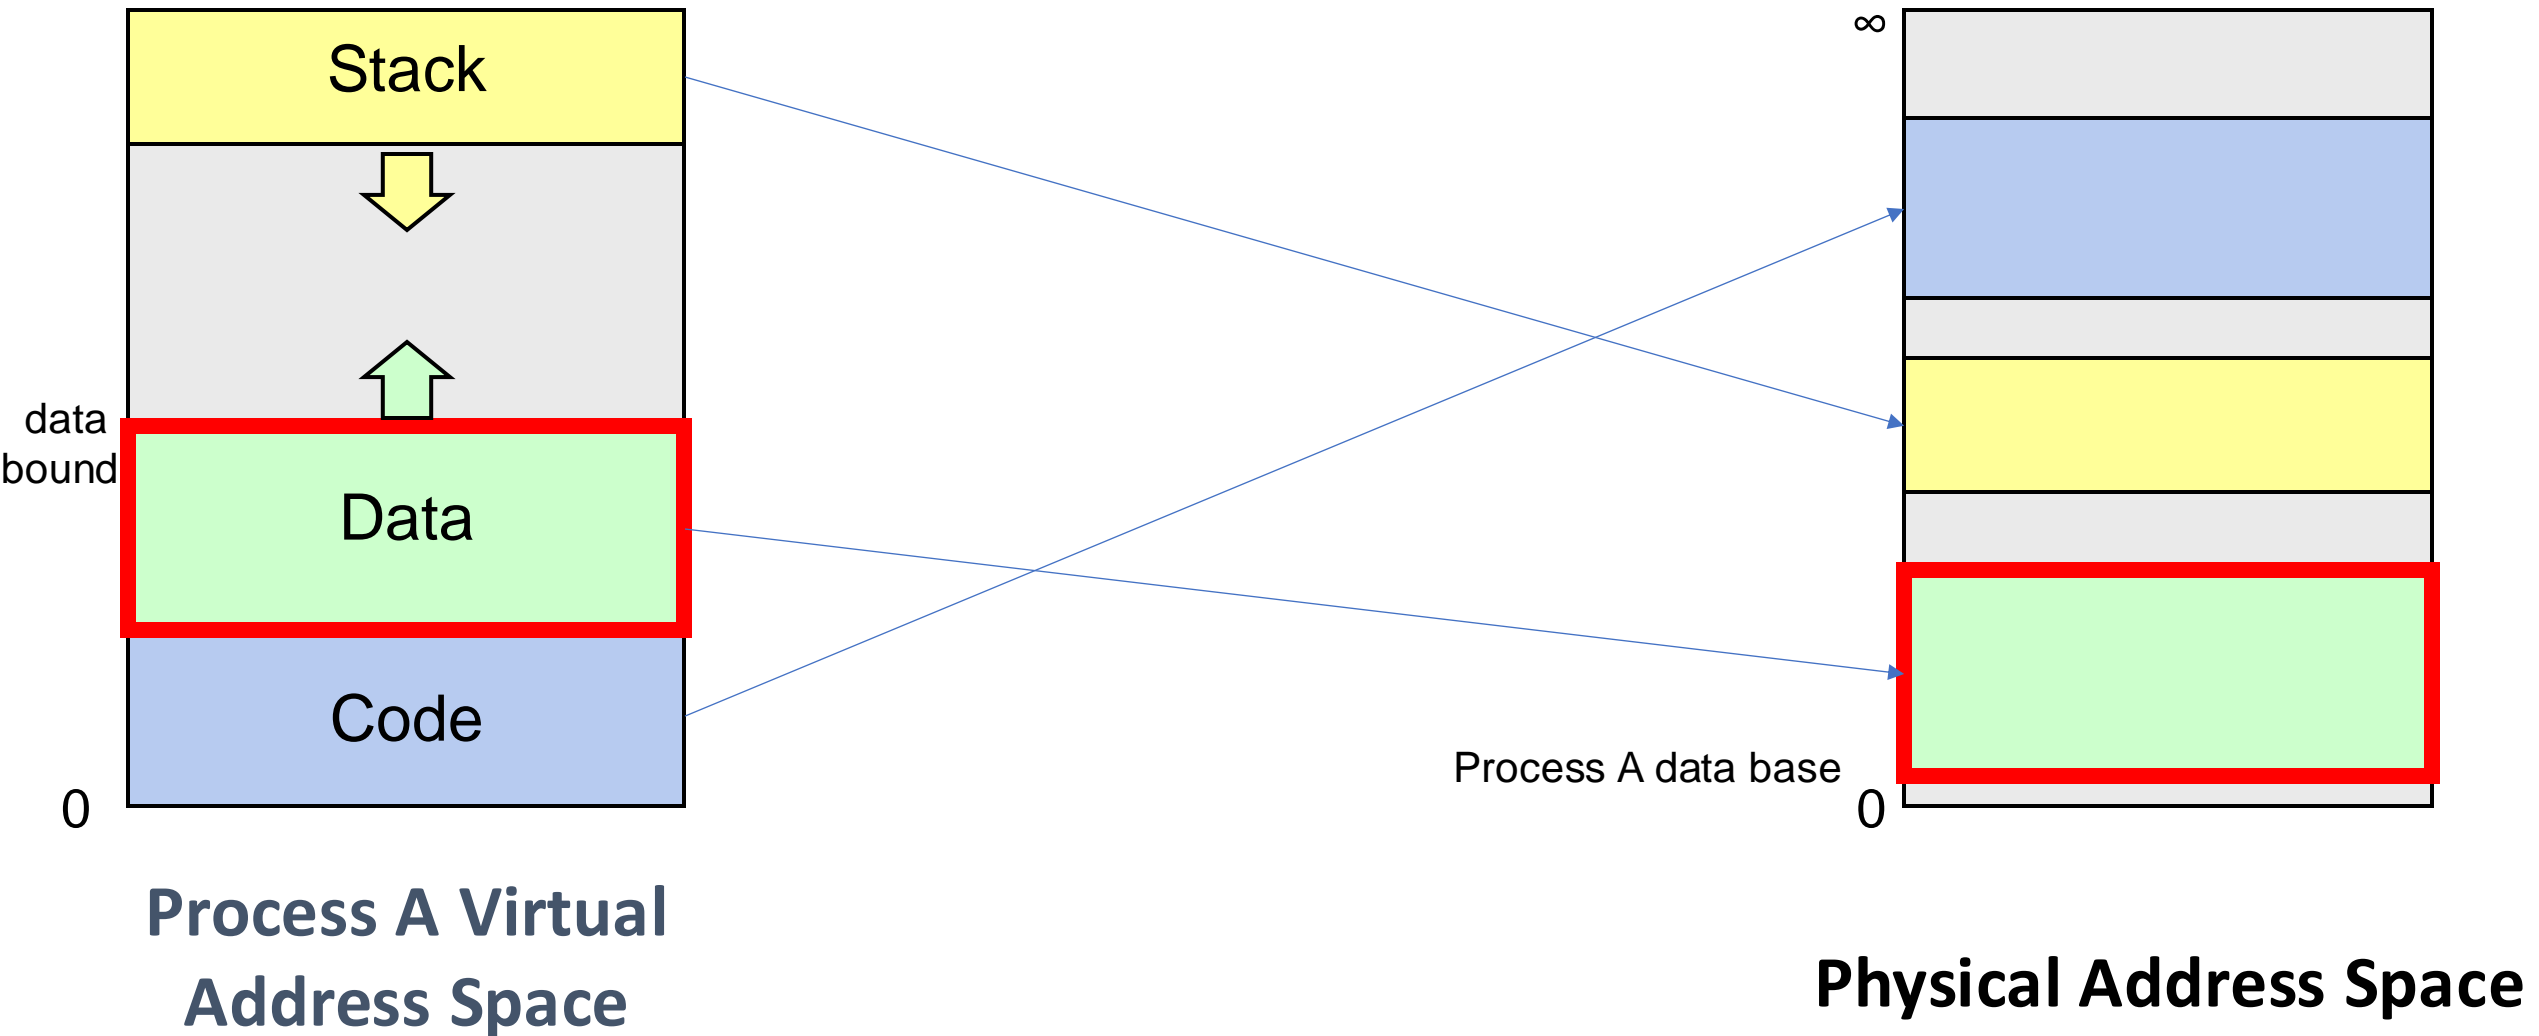 Stack
∞
data
bound
Data
Code
Process A data base
0
0
Process A Virtual
Address Space
Physical Address Space